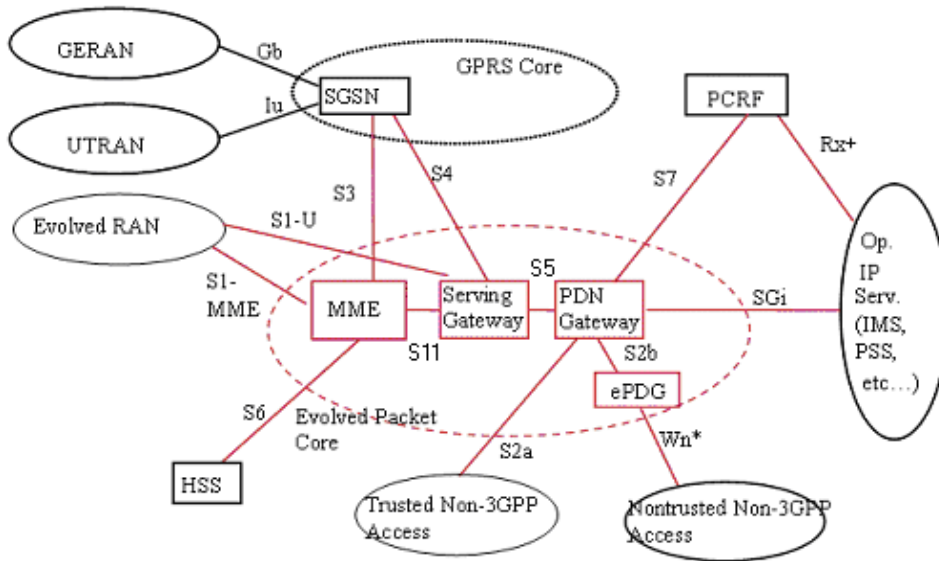 GERAN
Gb
GPRS Core
SGSN
PCRF
Iu
UTRAN
Rx+
S3
S4
S7
Evolved RAN
S1-U
Op.
IP
Serv.
(IMS,
PSS,
etc...)
S1-
MME
S5
MME
Serving
Gateway
PDN
Gateway
SGi
S11
S2b
ePDG
S6
Evolved Packet
Core
S2a
Wn*
HSS
Trusted Non-3GPP
Access
Nontrusted Non-3GPP
Access